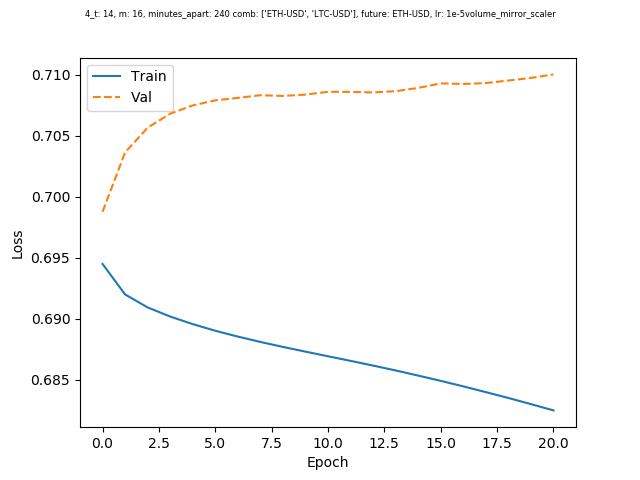 4_t: 14, m: 16, minutes_apart: 240 comb: ['ETH-USD', 'LTC-USD'], future: ETH-USD, lr: 1e-5volume_mirror_scaler
Train
Val
0.710
0.705
0.700
0.695
0.690
0.685
Loss
0.0 2.5 5.0 7.5 10.0 12.5 15.0 17.5 20.0
Epoch